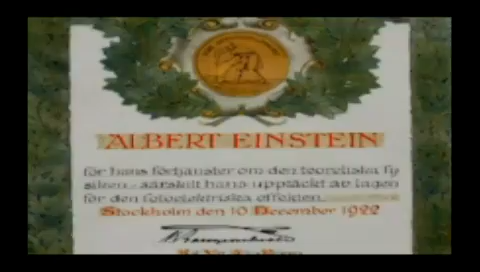 ALBERT EINSTEIN
för hans förtjänster om den teoretiska fy
siken, särskilt hans upptäckt av lagen
för den fotoelektriska effekten.
Stockholm den 10 December 1922